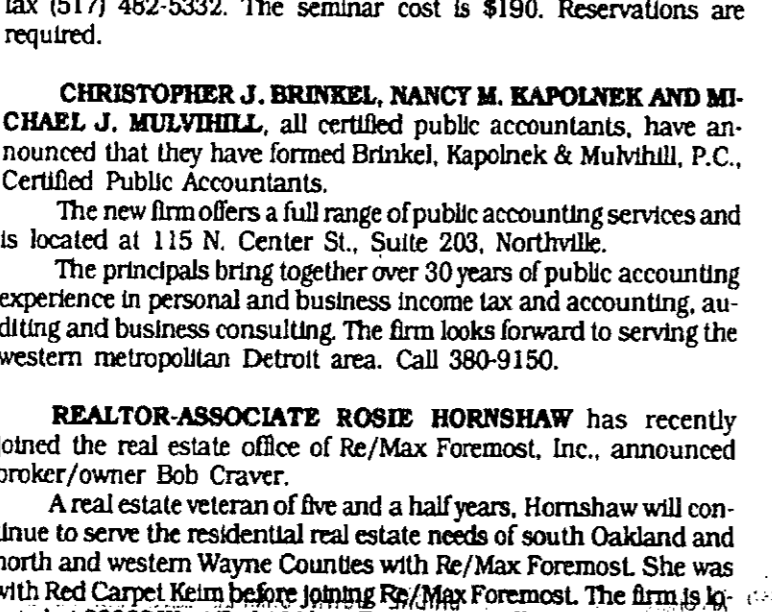 fax (517) 482-5332. The seminar cost is $190. Reservations are
required.
CHRISTOPHER J. BRINKEL, NANCY M. KAPOLNEK AND MI-
CHAEL J. MULVIHILL, all certified public accountants, have an-
nounced that they have formed Brinkel, Kapolnek & Mulvihill, P.C.,
Certified Public Accountants.
The new firm offers a full range of public accounting services and
is located at 115 N. Center St., Suite 203, Northville.
The principals bring together over 30 years of public accounting
experience in personal and business income tax and accounting, au-
diting and business consulting. The firm looks forward to serving the
western metropolitan Detroit area. Call 380-9150.
REALTOR-ASSOCIATE ROSIE HORNSHAW has recently
joined the real estate office of Re/Max Foremost, Inc., announced
broker/owner Bob Craver.
A real estate veteran of five and a half years, Hornshaw will con-
tinue to serve the residential real estate needs of south Oakland and
north and western Wayne Counties with Re/Max Foremost. She was
with Red Carpet Keim before joining Re/Max Foremost. The firm is lo-